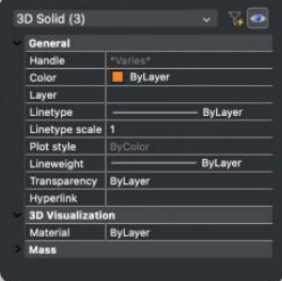 3D Solid (3)
General
Handle *Varies*
Color ByLayer
Layer
Linetype ByLayer
Linetype scale 1
Plot style ByColor
Lineweight ByLayer
Transparency ByLayer
Hyperlink
3D Visualization
Material ByLayer
Mass